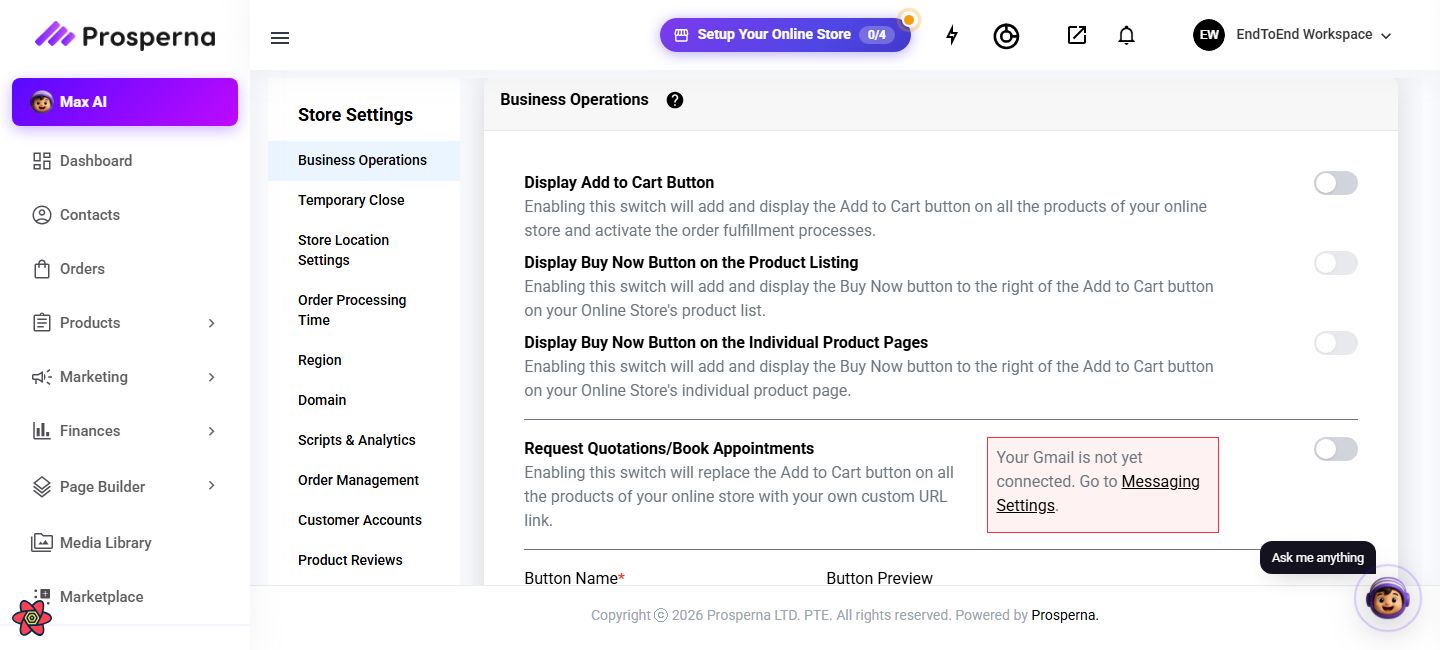 Prosperna
Setup Your Online Store 0/4
EW EndToEnd Workspace
Max AI
Dashboard
Contacts
Orders
Products
Marketing
Finances
Page Builder
Media Library
Marketplace
Store Settings
Business Operations
Temporary Close
Store Location
Settings
Order Processing
Time
Region
Domain
Scripts & Analytics
Order Management
Customer Accounts
Product Reviews
Business Operations ?
Display Add to Cart Button
Enabling this switch will add and display the Add to Cart button on all the products of your online
store and activate the order fulfillment processes.
Display Buy Now Button on the Product Listing
Enabling this switch will add and display the Buy Now button to the right of the Add to Cart button
on your Online Store's product list.
Display Buy Now Button on the Individual Product Pages
Enabling this switch will add and display the Buy Now button to the right of the Add to Cart button
on your Online Store's individual product page.
Request Quotations/Book Appointments
Enabling this switch will replace the Add to Cart button on all
the products of your online store with your own custom URL
link.
Your Gmail is not yet
connected. Go to Messaging
Settings.
Button Name*
Button Preview
Ask me anything
Copyright © 2026 Prosperna LTD. PTE. All rights reserved. Powered by Prosperna.